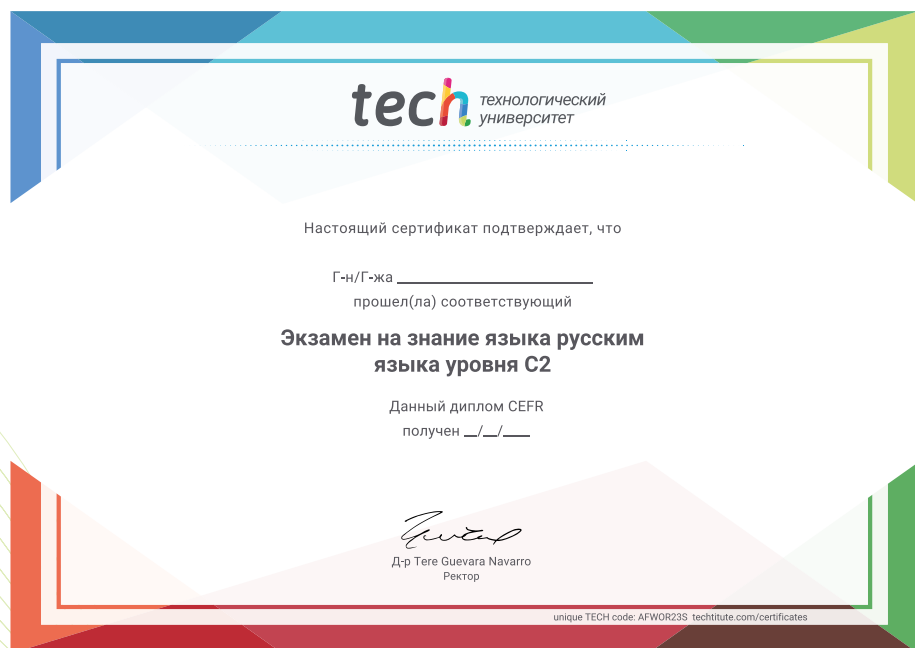 tech технологический
университет
Настоящий сертификат подтверждает, что
Г-н/Г-жа
прошел(ла) соответствующий
Экзамен на знание языка русским
языка уровня C2
Данный диплом CEFR
получен __/__/____
Д-р Tere Guevara Navarro
Ректор
unique TECH code: AFWOR23S techtitute.com/certificates